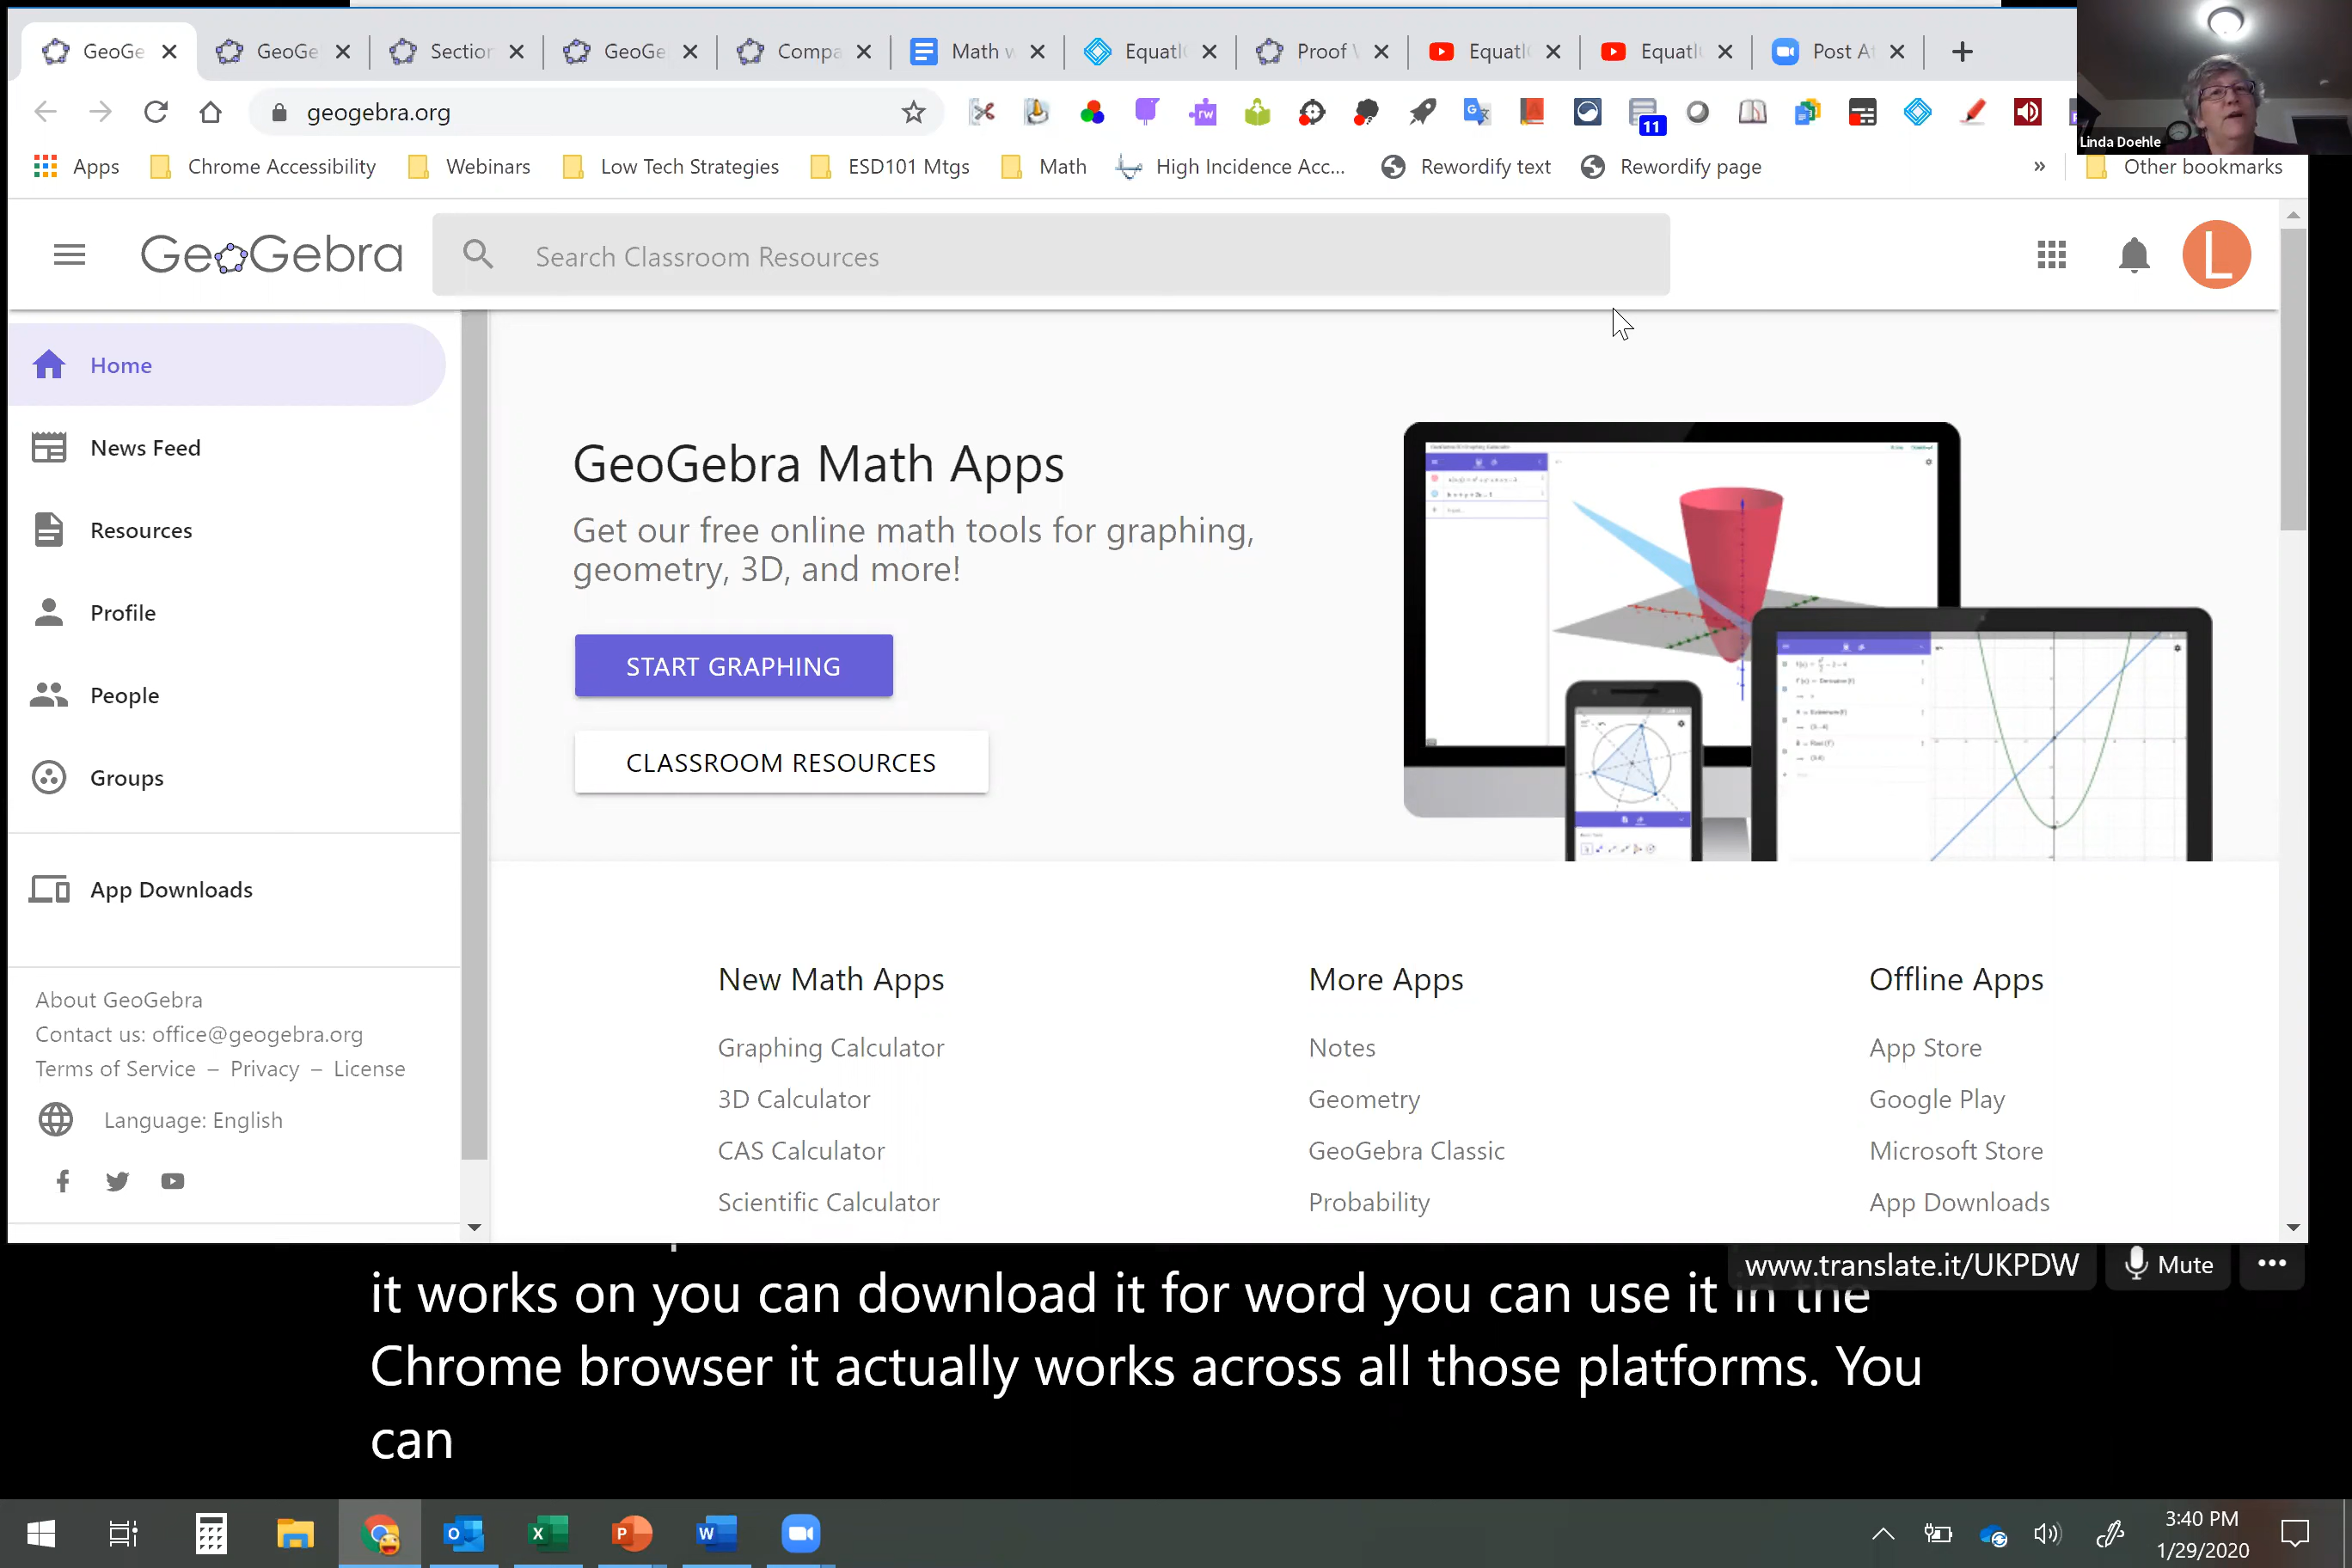 GeoGe
GeoGe
Section
GeoGe
Compa
Math w
EquatI
Proof V
EquatI
EquatI
Post At
geogebra.org
11
Linda Doehle
Apps
Chrome Accessibility
Webinars
Low Tech Strategies
ESD101 Mtgs
Math
High Incidence Acc...
Rewordify text
Rewordify page
»
Other bookmarks
GeoGebra
Search Classroom Resources
L
Home
News Feed
Resources
Profile
People
Groups
App Downloads
About GeoGebra
Contact us: office@geogebra.org
Terms of Service – Privacy – License
Language: English
GeoGebra Math Apps
Get our free online math tools for graphing,
geometry, 3D, and more!
START GRAPHING
CLASSROOM RESOURCES
New Math Apps
Graphing Calculator
3D Calculator
CAS Calculator
Scientific Calculator
More Apps
Notes
Geometry
GeoGebra Classic
Probability
Offline Apps
App Store
Google Play
Microsoft Store
App Downloads
www.translate.it/UKPDW
Mute
it works on you can download it for word you can use it in the
Chrome browser it actually works across all those platforms. You
can
3:40 PM
1/29/2020